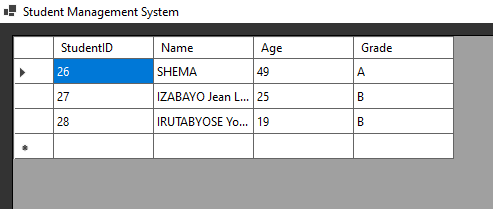 Student Management System
StudentID Name Age Grade
26 SHEMA 49 A
27 IZABAYO Jean L... 25 B
28 IRUTABYOSE Yo... 19 B